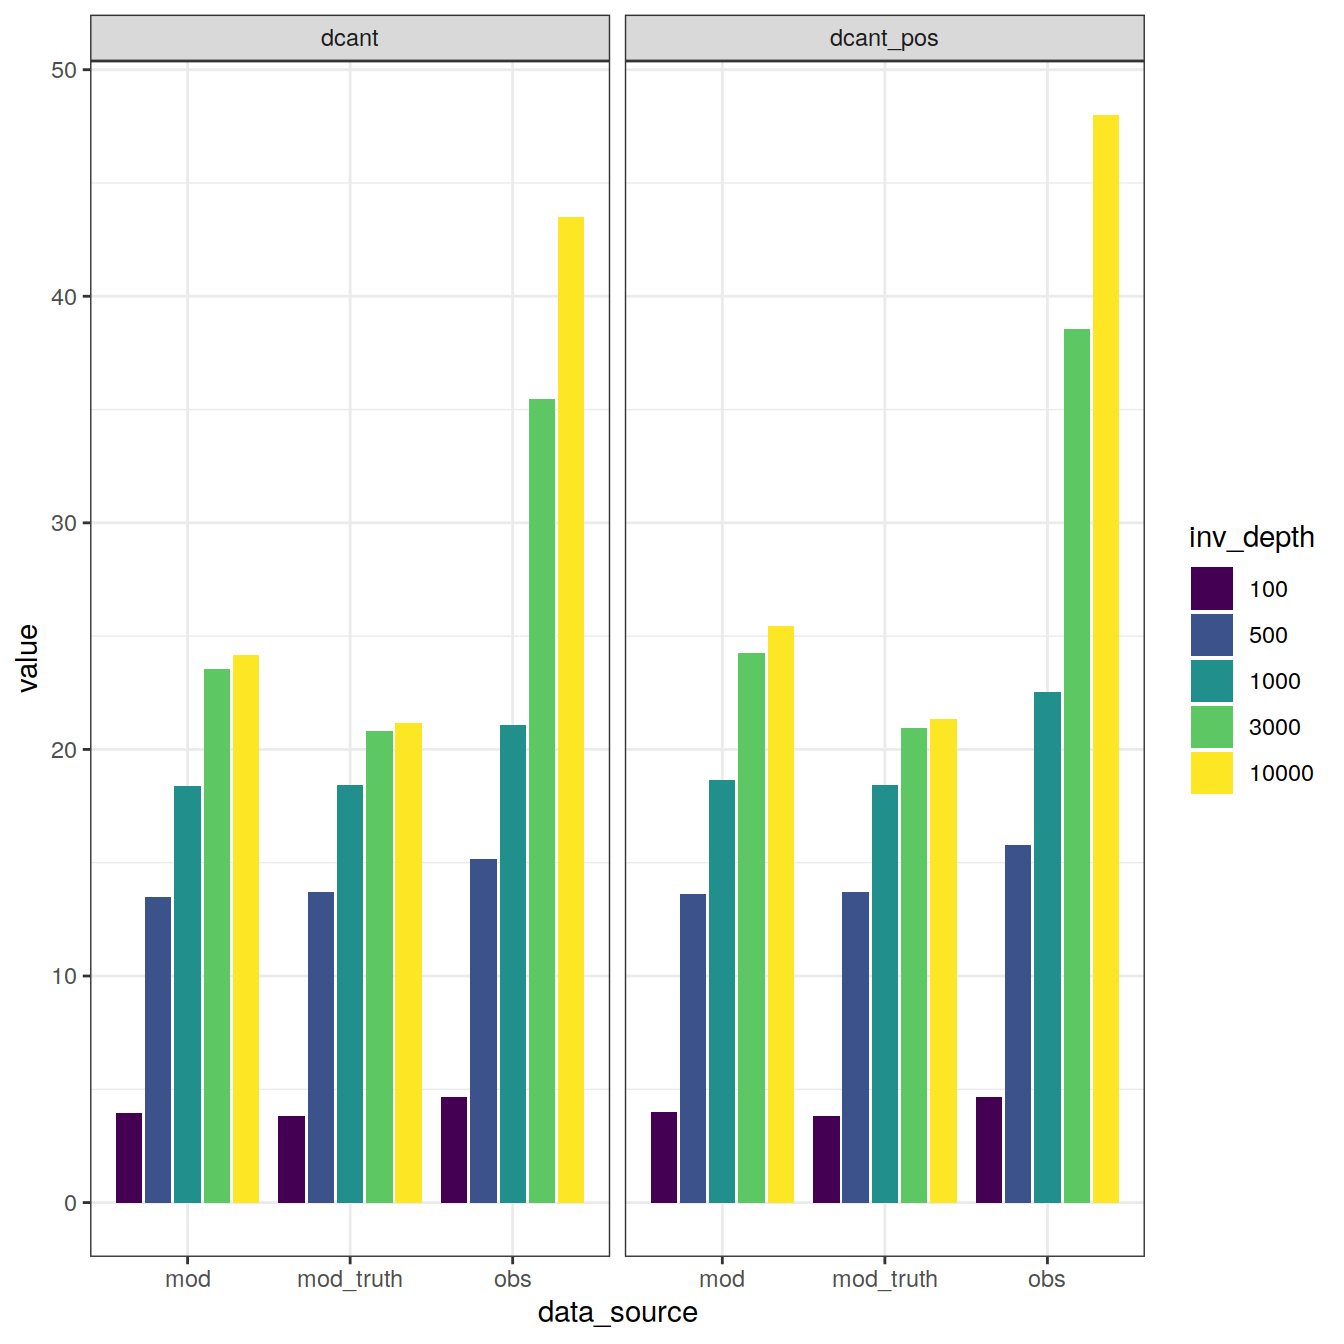 dcant
dcant_pos
50
40
30
20
10
0
value
mod
mod_truth
obs
mod
mod_truth
obs
data_source
inv_depth
100
500
1000
3000
10000